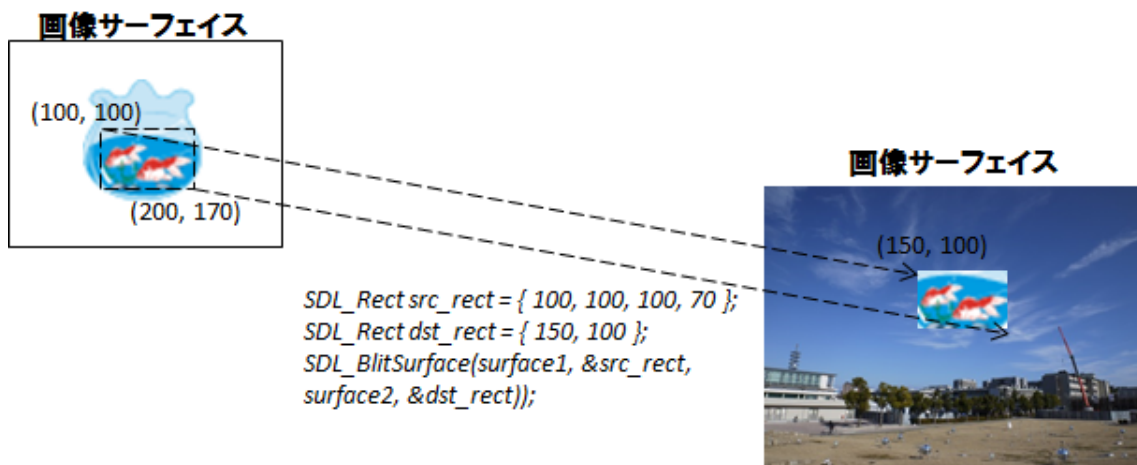 画像サーフェイス
(100, 100)
(200, 170)
画像サーフェイス
(150, 100)
SDL_Rect src_rect = { 100, 100, 100, 70 };
SDL_Rect dst_rect = { 150, 100 };
SDL_BlitSurface(surface1, &src_rect,
surface2, &dst_rect));